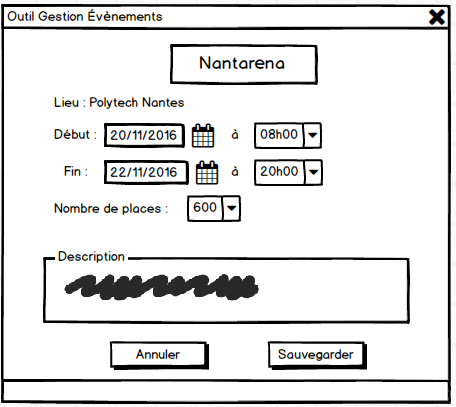 Outil Gestion Évènements
Nantarena
Lieu : Polytech Nantes
Début : 20/11/2016 à 08h00
Fin : 22/11/2016 à 20h00
Nombre de places : 600
Description
Annuler Sauvegarder